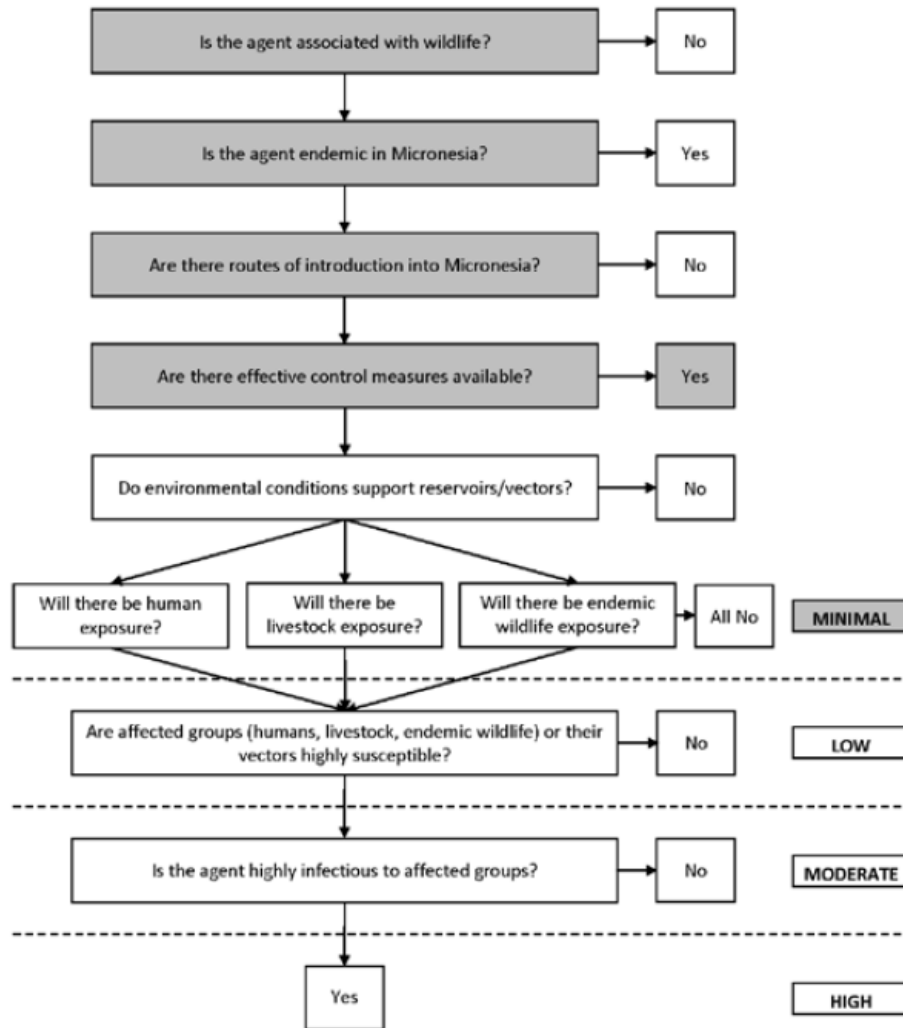 Is the agent associated with wildlife?
No
Is the agent endemic in Micronesia?
Yes
Are there routes of introduction into Micronesia?
No
Are there effective control measures available?
Yes
Do environmental conditions support reservoirs/vectors?
No
Will there be human
exposure?
Will there be
livestock exposure?
Will there be endemic
wildlife exposure?
All No
MINIMAL
Are affected groups (humans, livestock, endemic wildlife) or their
vectors highly susceptible?
No
LOW
Is the agent highly infectious to affected groups?
No
MODERATE
Yes
HIGH